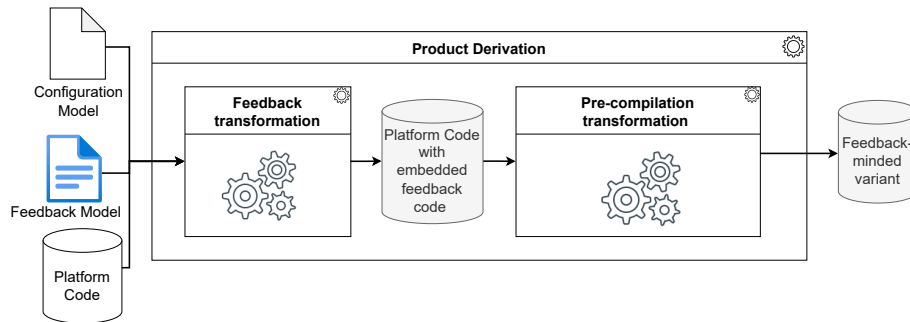 Product Derivation
Configuration
Model
Feedback Model
Platform
Code
Feedback
transformation
Platform Code
with
embedded
feedback
code
Pre-compilation
transformation
Feedback-
minded
variant